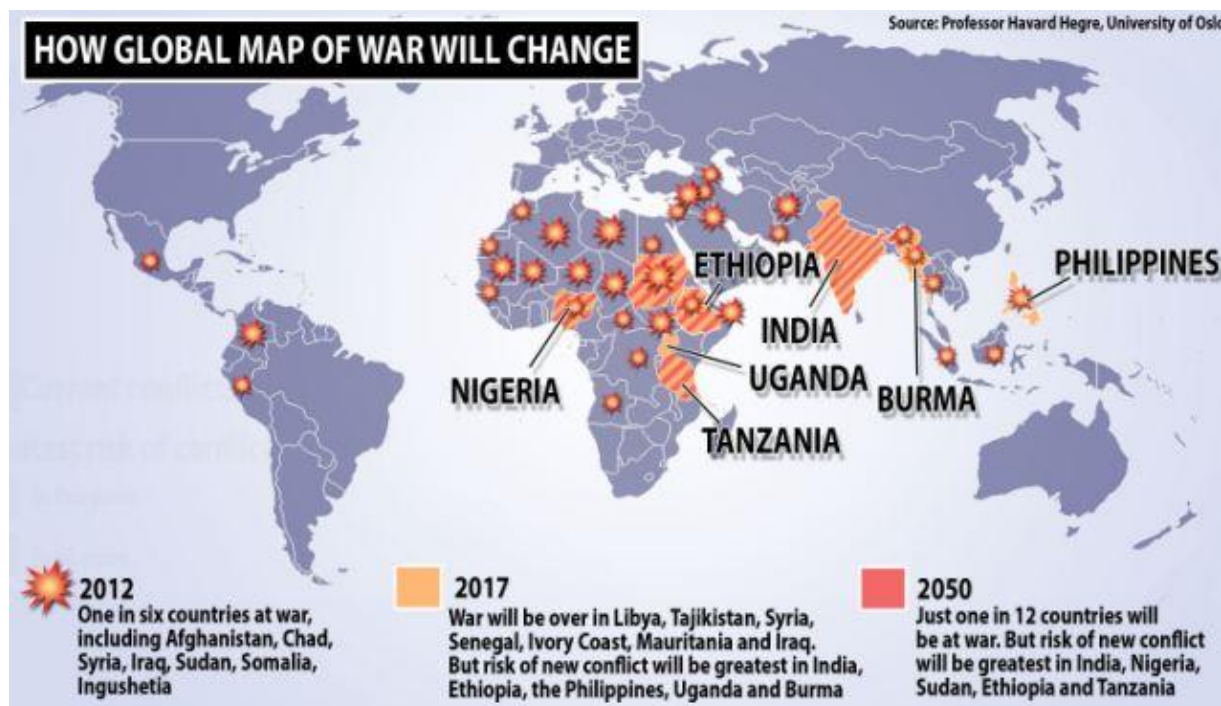 Source: Professor Havard Hegre, University of Oslo
HOW GLOBAL MAP OF WAR WILL CHANGE
ETHIOPIA
PHILIPPINES
INDIA
NIGERIA
UGANDA
BURMA
TANZANIA
2012
One in six countries at war,
including Afghanistan, Chad,
Syria, Iraq, Sudan, Somalia,
Ingushetia
2017
War will be over in Libya, Tajikistan, Syria,
Senegal, Ivory Coast, Mauritania and Iraq.
But risk of new conflict will be greatest in India,
Ethiopia, the Philippines, Uganda and Burma
2050
Just one in 12 countries will
be at war. But risk of new conflict
will be greatest in India, Nigeria,
Sudan, Ethiopia and Tanzania